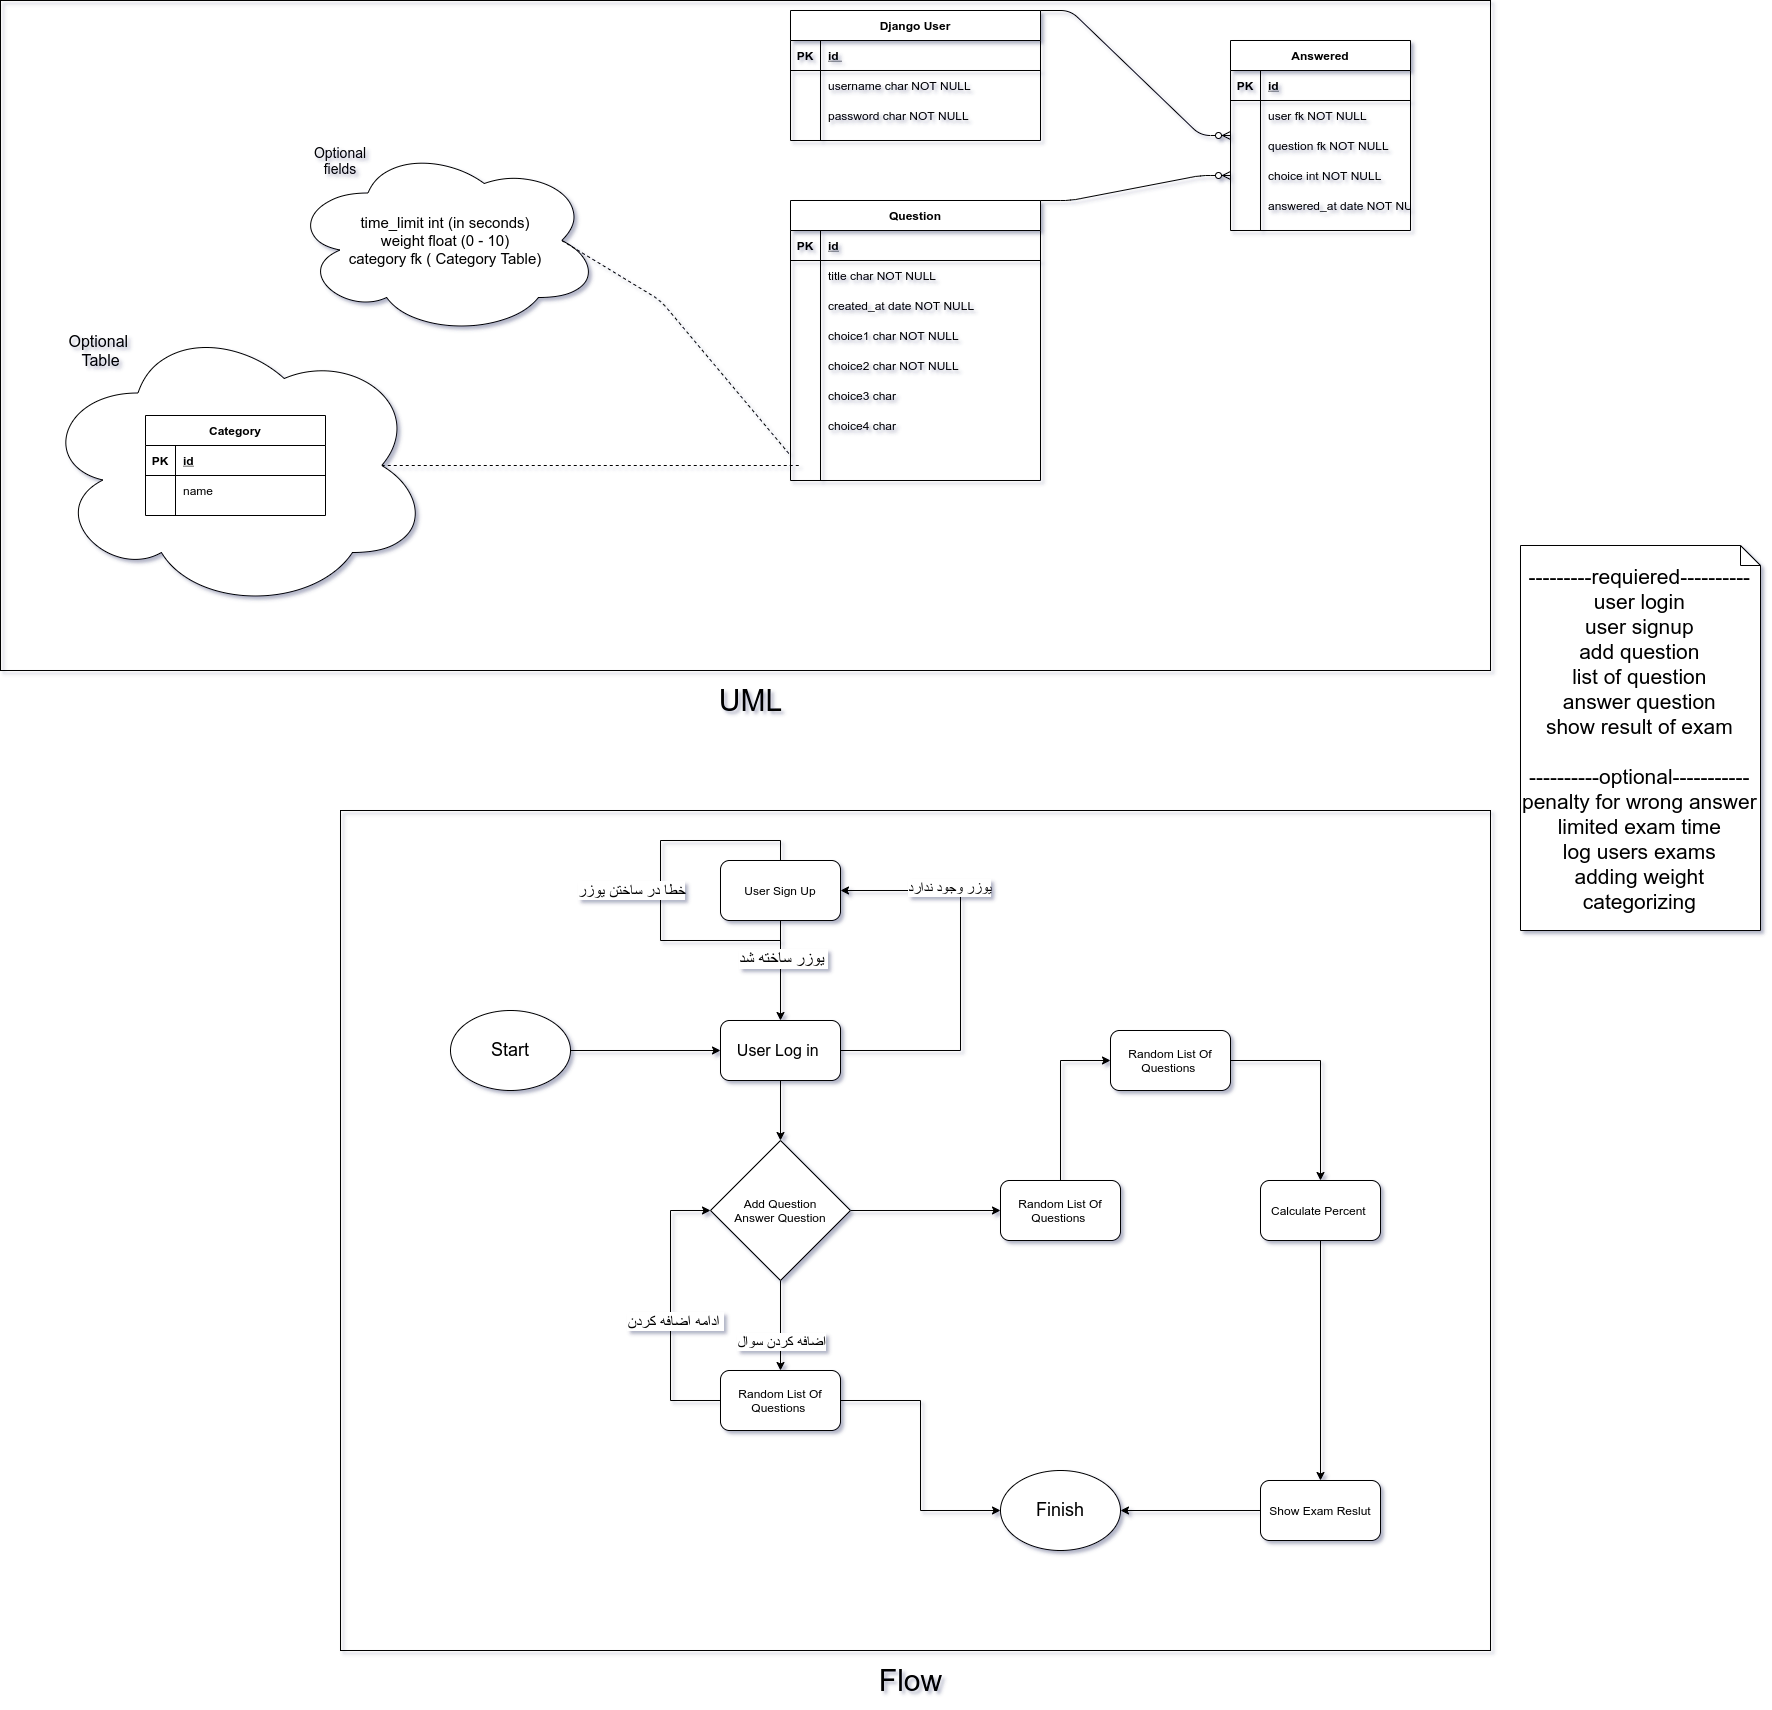 Django User
PK id
username char NOT NULL
password char NOT NULL
Answered
PK id
user fk NOT NULL
question fk NOT NULL
choice int NOT NULL
answered_at date NOT NU
Optional
fields
time_limit int (in seconds)
weight float (0 - 10)
category fk ( Category Table)
Question
PK id
title char NOT NULL
created_at date NOT NULL
choice1 char NOT NULL
choice2 char NOT NULL
choice3 char
choice4 char
Optional
Table
Category
PK id
name
UML
---------requiered----------
user login
user signup
add question
list of question
answer question
show result of exam
----------optional-----------
penalty for wrong answer
limited exam time
log users exams
adding weight
categorizing
خطا در ساختن یوزر
User Sign Up
یوزر وجود ندارد
یوزر ساخته شد
Start
User Log in
Random List Of
Questions
Add Question
Answer Question
Random List Of
Questions
Calculate Percent
ادامه اضافه کردن
اضافه کردن سوال
Random List Of
Questions
Finish
Show Exam Reslut
Flow